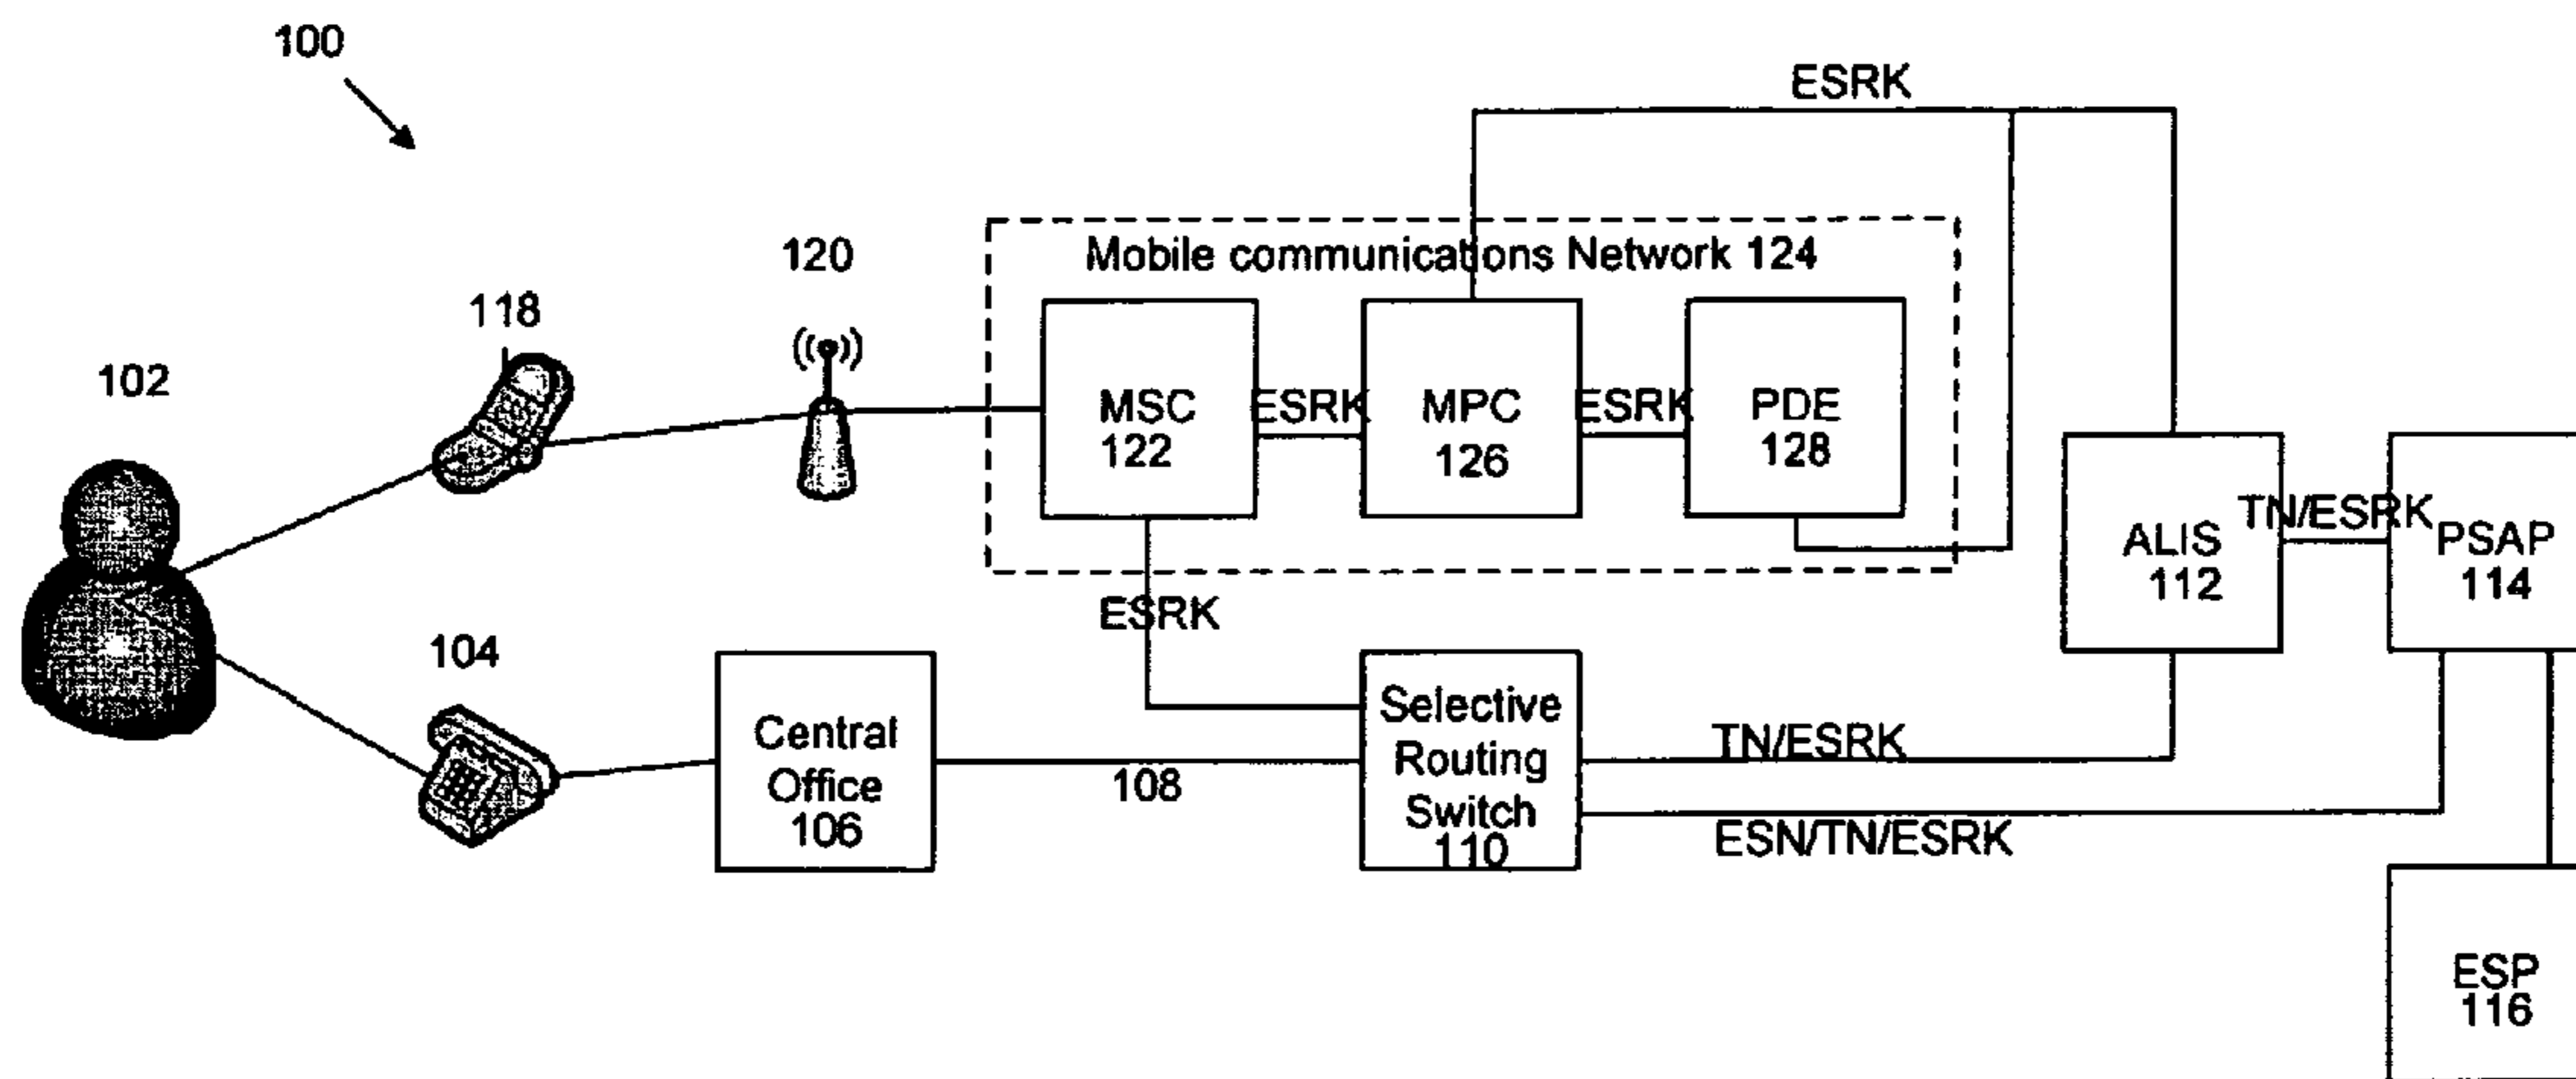 100
ESRK
120
Mobile communications Network 124
118
102
MSC
122
ESRK
MPC
126
ESRK
PDE
128
TN/ESRK
ALIS
112
PSAP
114
ESRK
104
Central
Office
106
108
Selective
Routing
Switch
110
TN/ESRK
ESN/TN/ESRK
ESP
116